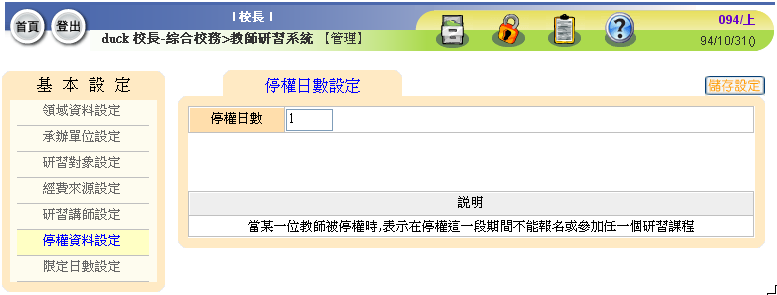 首頁
登出
| 校長 |
duck 校長-綜合校務>教師研習系統 【管理】
094/上
94/10/31()
基 本 設 定
領域資料設定
承辦單位設定
研習對象設定
經費來源設定
研習講師設定
停權資料設定
限定日數設定
停權日數設定
儲存設定
停權日數
1
說明
當某一位教師被停權時,表示在停權這一段期間不能報名或參加任一個研習課程